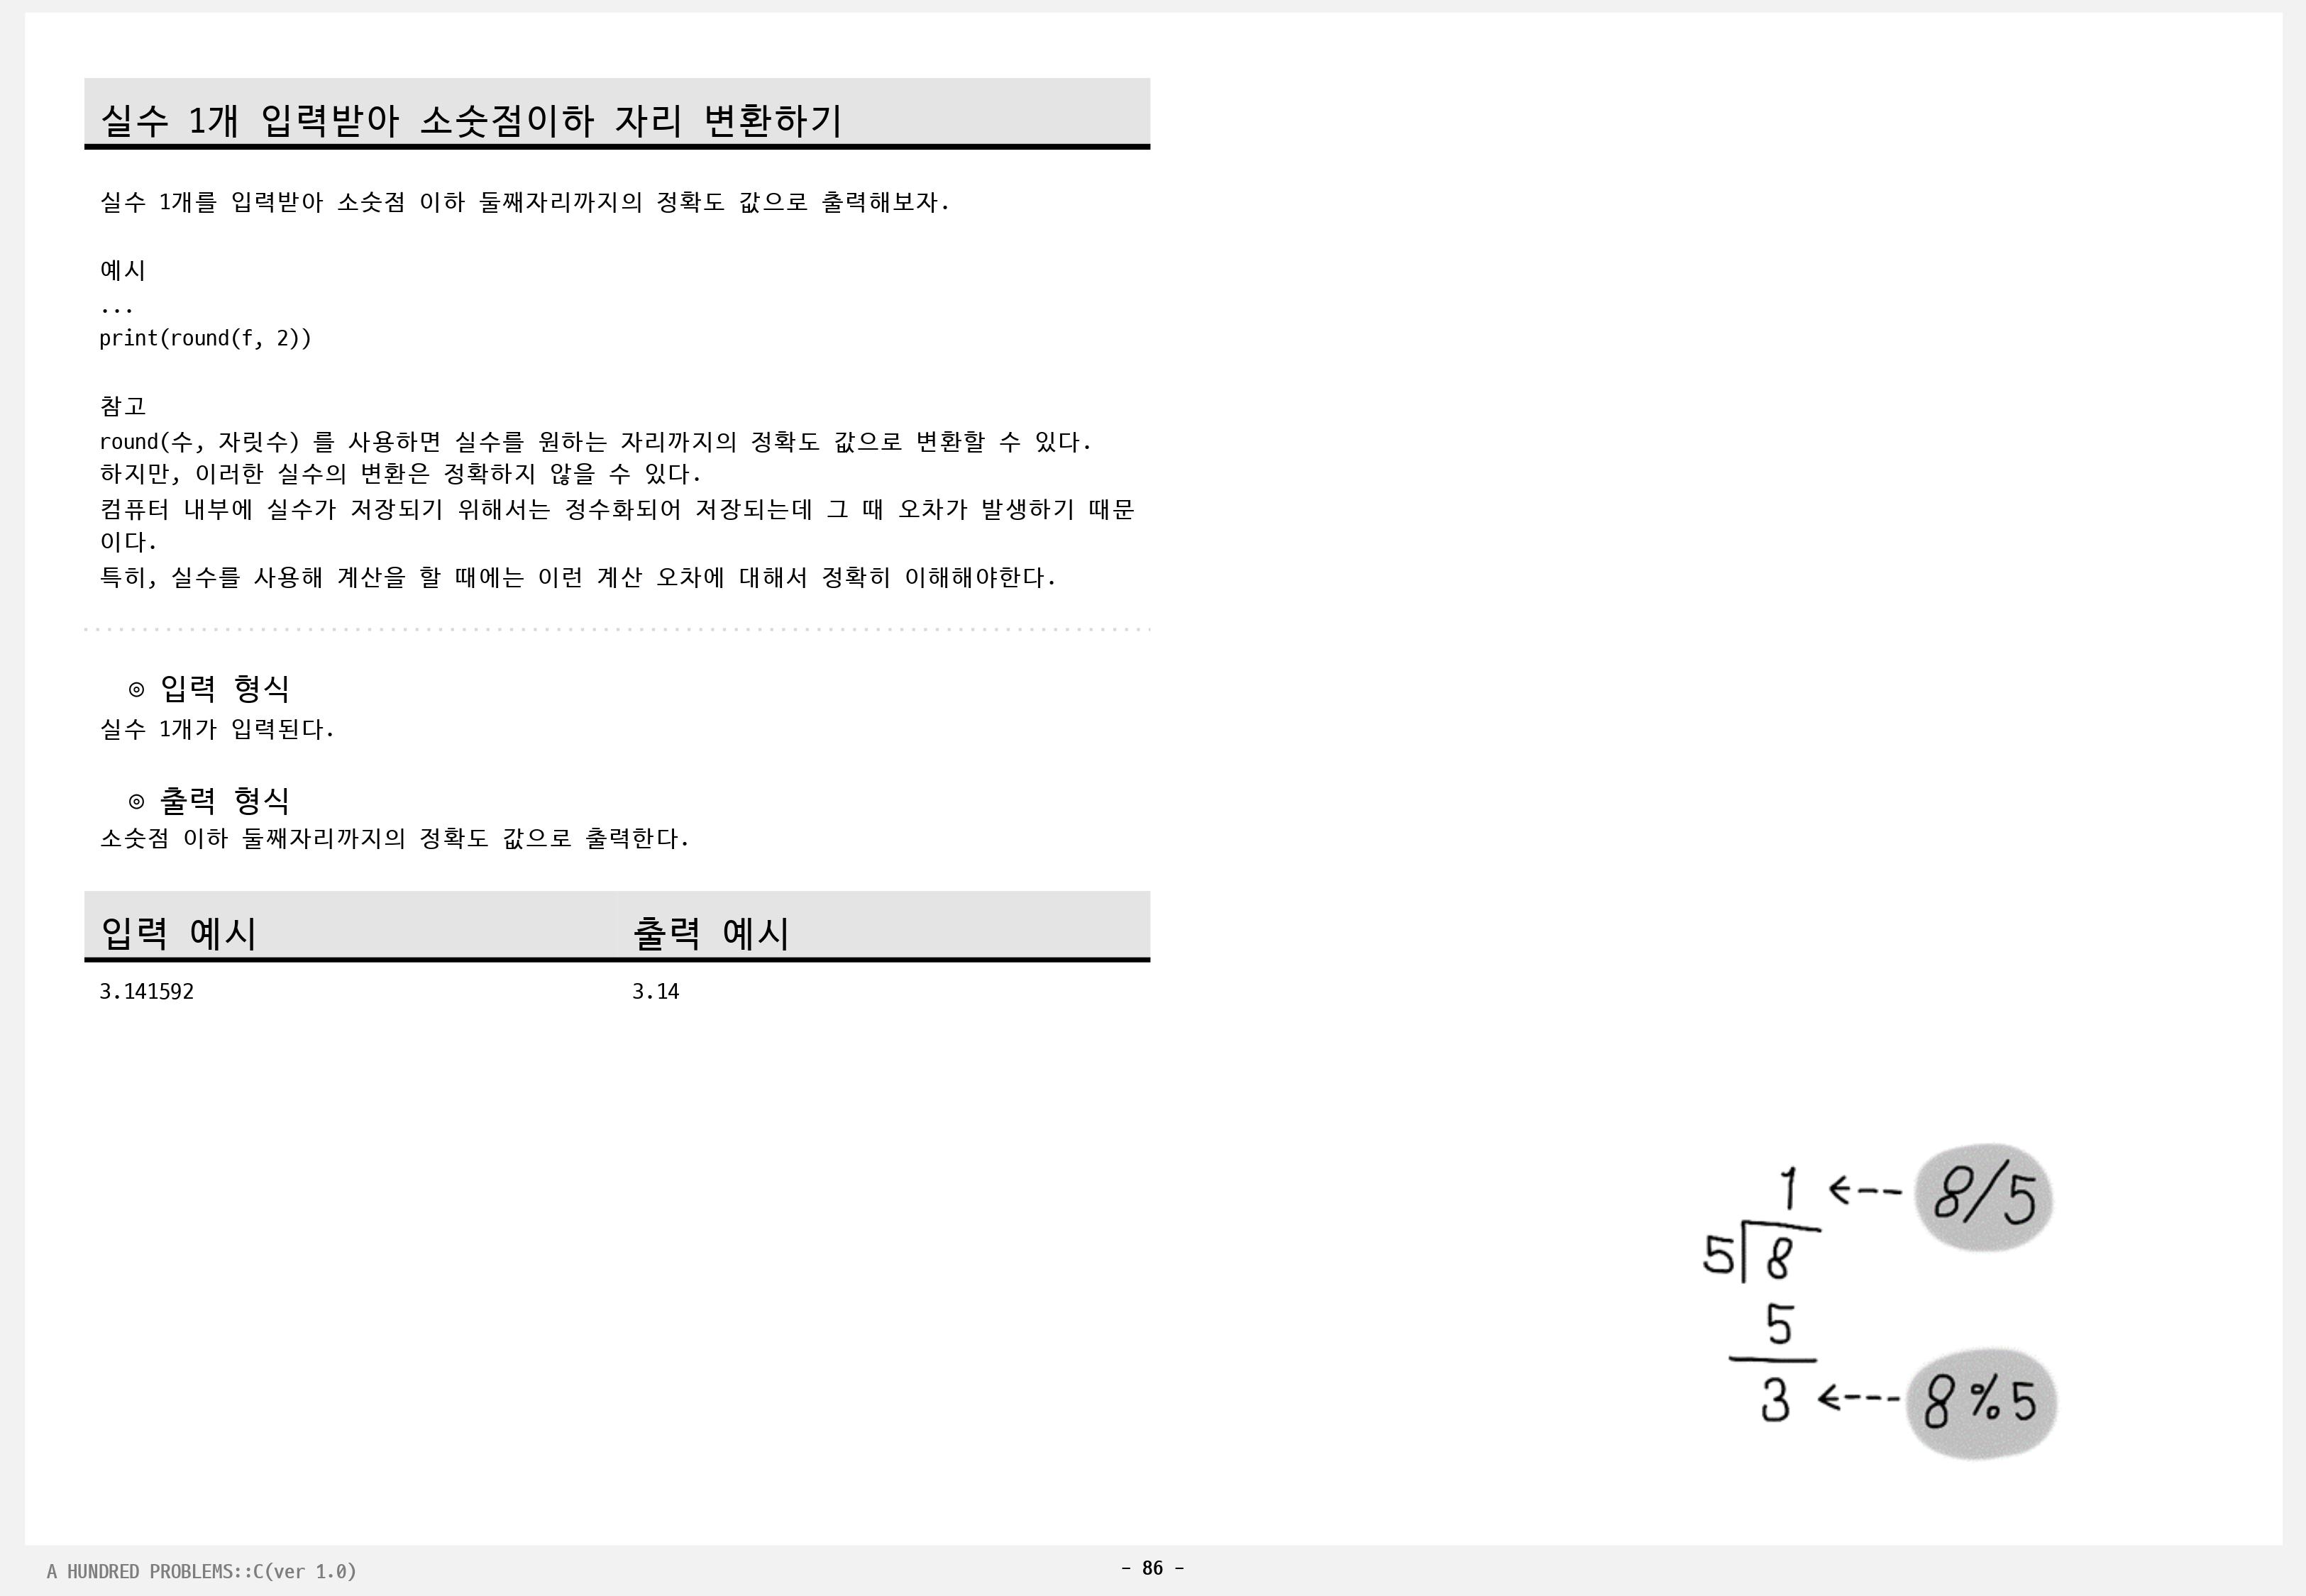 실수 1개 입력받아 소숫점이하 자리 변환하기
실수 1개를 입력받아 소숫점 이하 둘째자리까지의 정확도 값으로 출력해보자.
예시
...
print(round(f, 2))
참고
round(수, 자릿수) 를 사용하면 실수를 원하는 자리까지의 정확도 값으로 변환할 수 있다.
하지만, 이러한 실수의 변환은 정확하지 않을 수 있다.
컴퓨터 내부에 실수가 저장되기 위해서는 정수화되어 저장되는데 그 때 오차가 발생하기 때문
이다.
특히, 실수를 사용해 계산을 할 때에는 이런 계산 오차에 대해서 정확히 이해해야한다.
◎ 입력 형식
실수 1개가 입력된다.
◎ 출력 형식
소숫점 이하 둘째자리까지의 정확도 값으로 출력한다.
입력 예시 출력 예시
3.141592 3.14
1 ←-- 8/5
5 8
5
3 ←--- 8%5
A HUNDRED PROBLEMS::C(ver 1.0) - 86 -